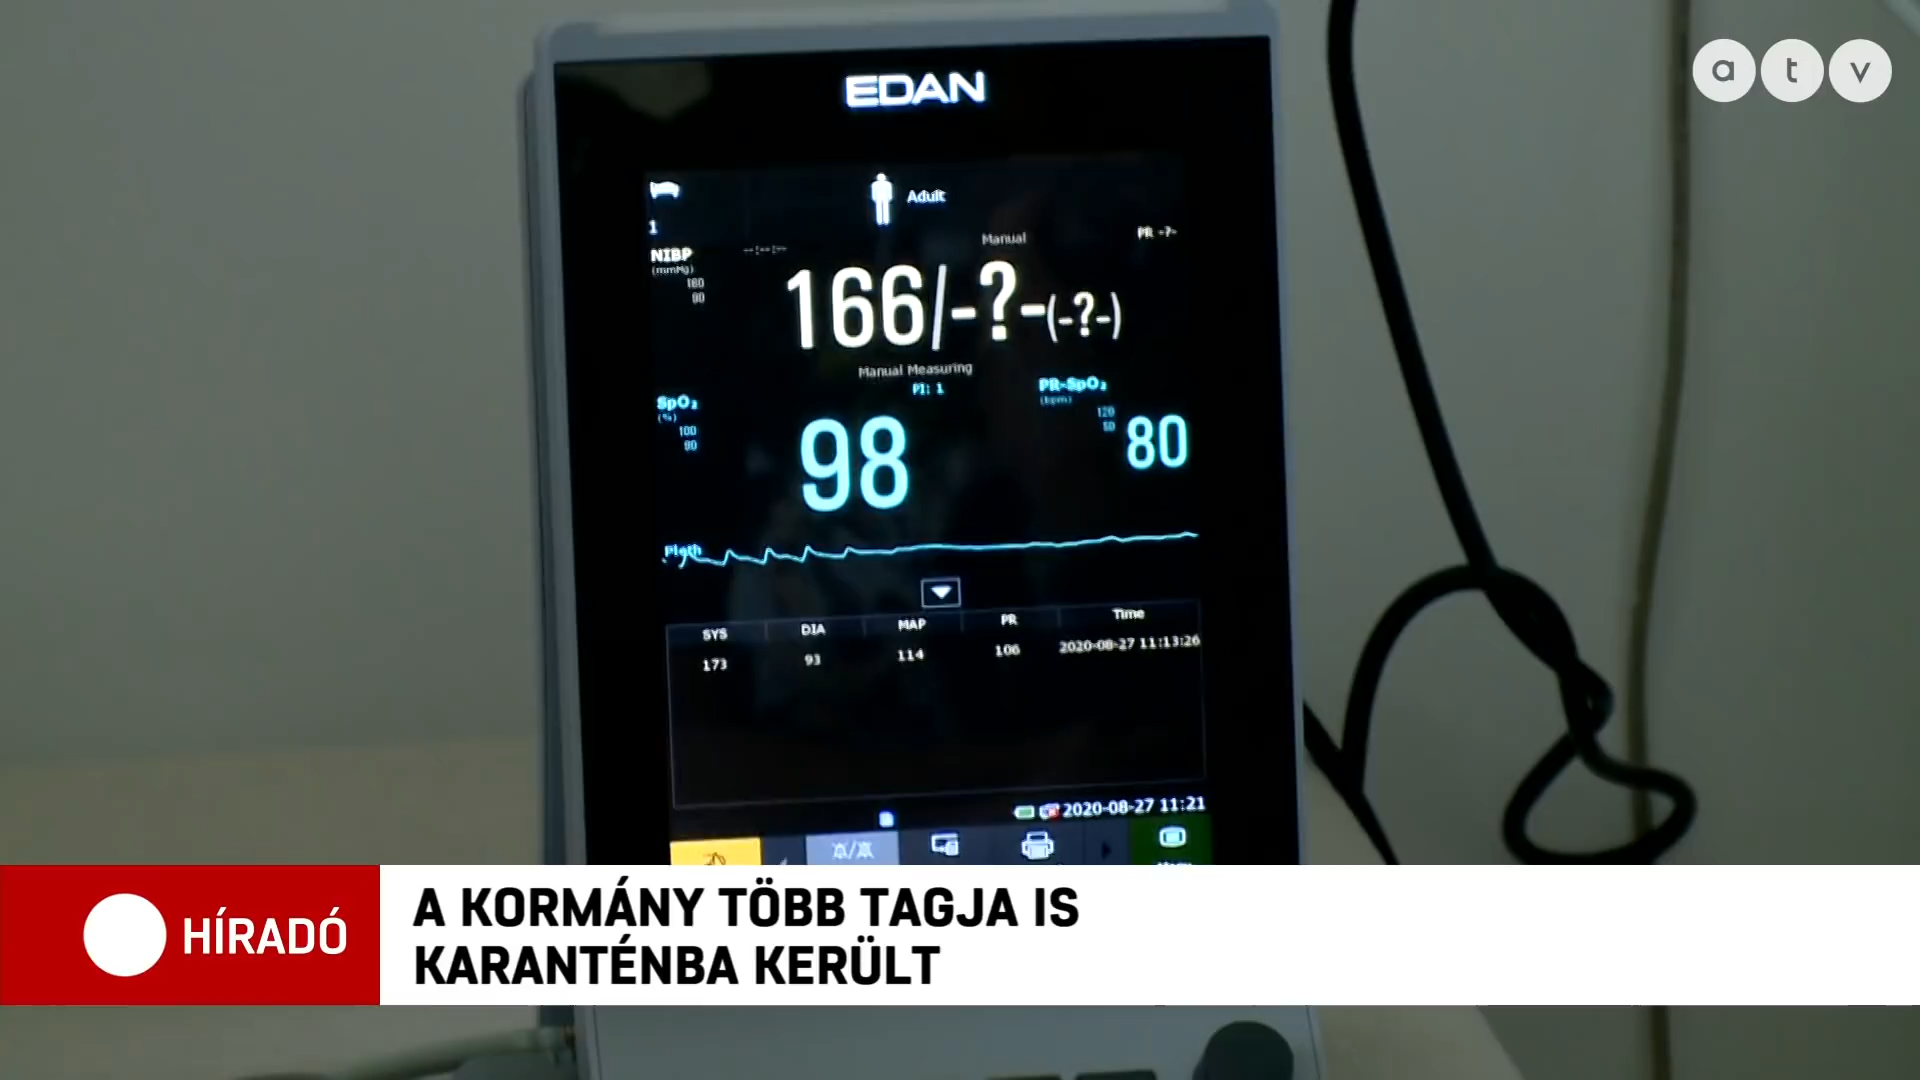 a t v
EDAN
Adult
1
Manual
PR -?-
NIBP
--:--:--
(mmHg)
160
90
166/-?-(-?-)
Manual Measuring
PI: 1
PR-SpO₂
(bpm)
120
50
SpO₂
(%)
100
90
98
80
Pleth
SYS DIA MAP PR Time
173 93 114 106 2020-08-27 11:13:26
2020-08-27 11:21
HÍRADÓ
A KORMÁNY TÖBB TAGJA IS
KARANTÉNBA KERÜLT